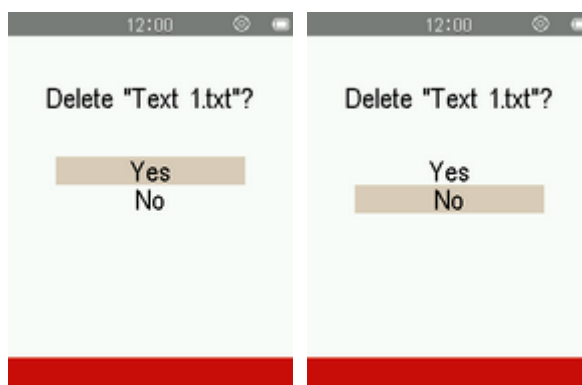 12:00
Delete "Text 1.txt"?
Yes
No
12:00
Delete "Text 1.txt"?
Yes
No